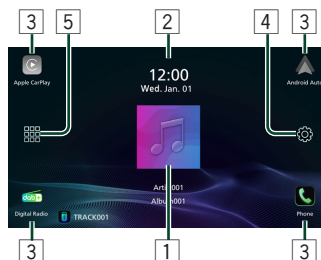 3 5 2 4 3
12:00
Wed. Jan. 01
Apple CarPlay
Android Auto
dab+
Digital Radio
TRACK001
Artist001
Album001
Phone
3 1 3